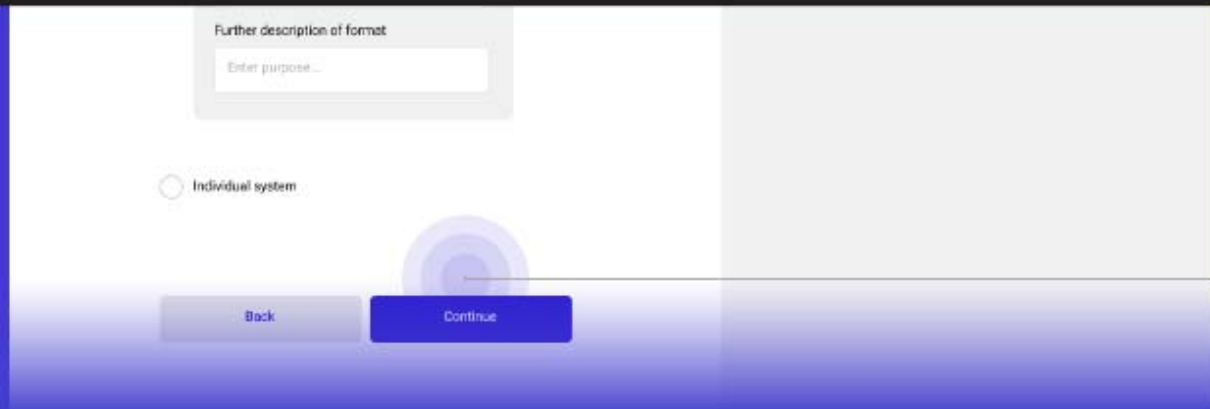 Further description of format
Enter purpose...
Individual system
Back
Continue